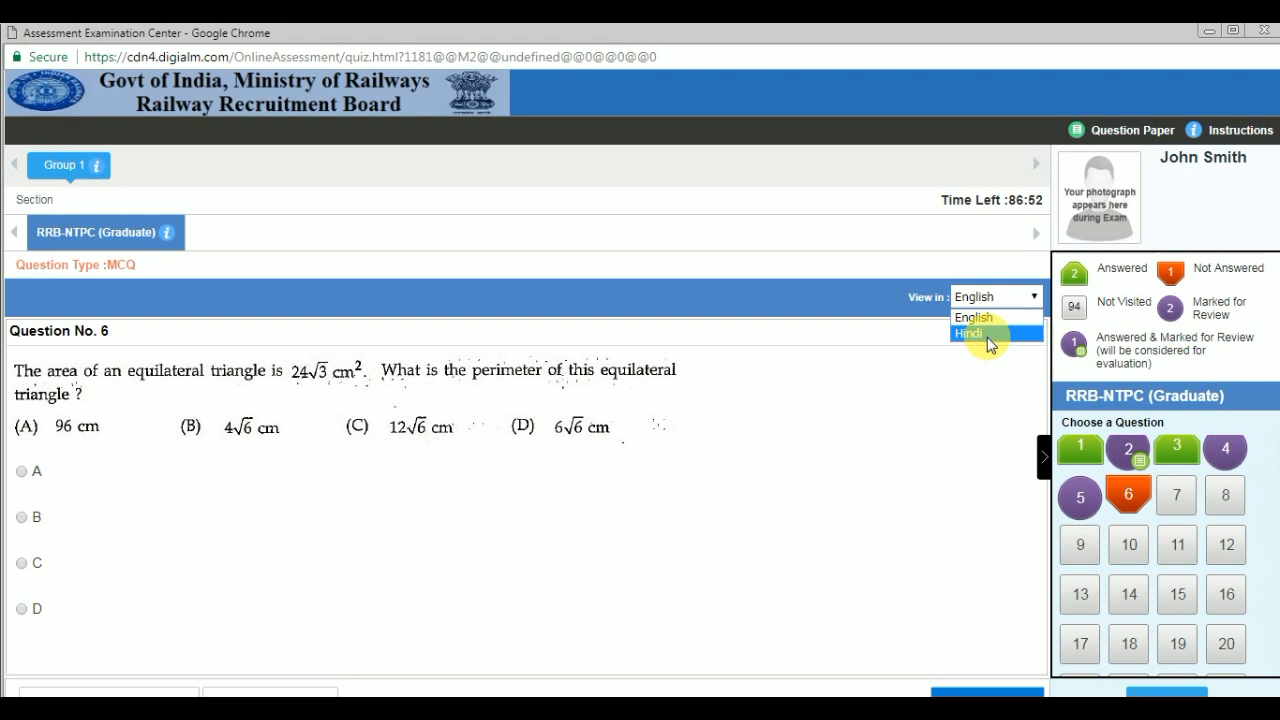 Assessment Examination Center - Google Chrome
Secure https://cdn4.digialm.com/OnlineAssessment/quiz.html?1181@@M2@@undefined@@0@@0@@0
Govt of India, Ministry of Railways
Railway Recruitment Board
Question Paper Instructions
Group 1
John Smith
Your photograph
appears here
during Exam
Section
Time Left :86:52
RRB-NTPC (Graduate)
Question Type :MCQ
View in : English
English
Hindi
Question No. 6
The area of an equilateral triangle is 24√3 cm². What is the perimeter of this equilateral
triangle ?
(A) 96 cm (B) 4√6 cm (C) 12√6 cm (D) 6√6 cm
A
B
C
D
2 Answered 1 Not Answered
94 Not Visited 2 Marked for
Review
1 Answered & Marked for Review
(will be considered for
evaluation)
RRB-NTPC (Graduate)
Choose a Question
1 2 3 4
5 6 7 8
9 10 11 12
13 14 15 16
17 18 19 20